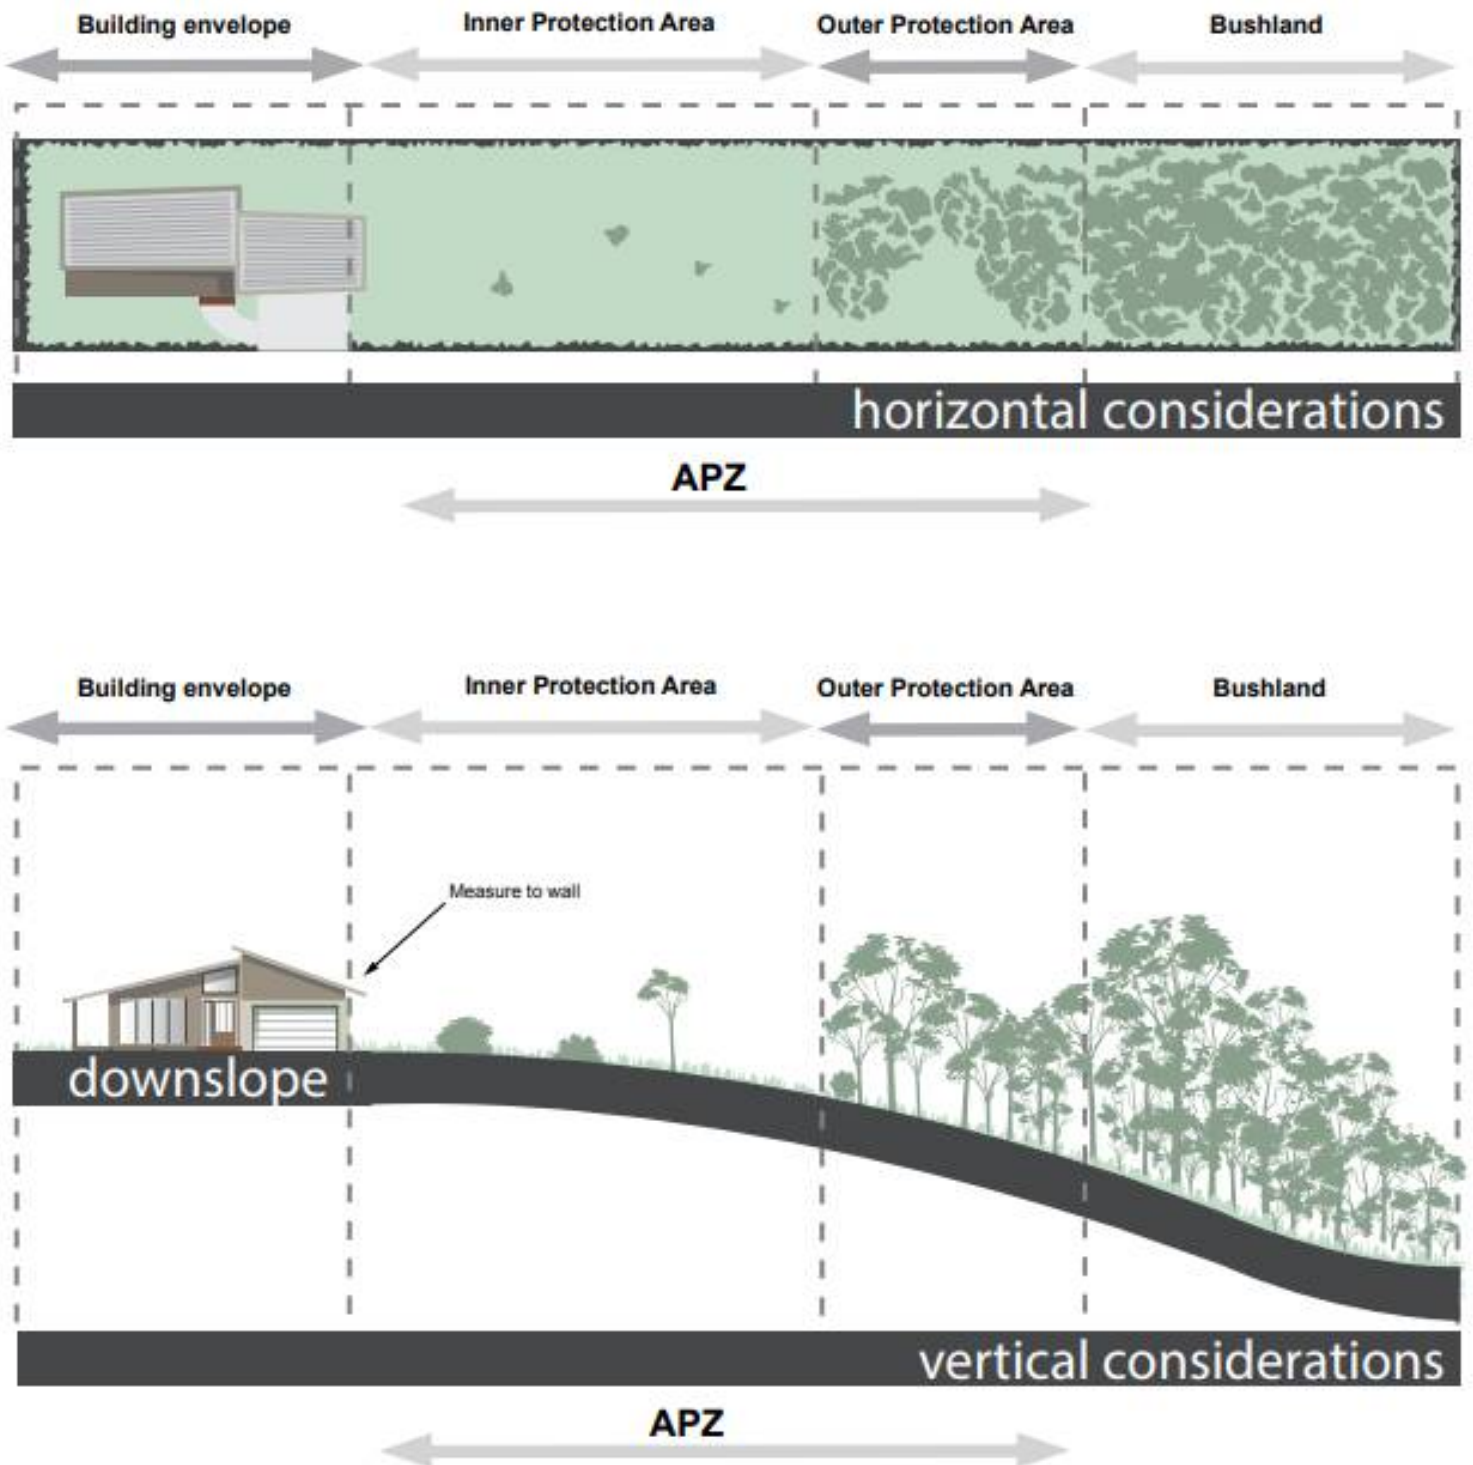 Building envelope
Inner Protection Area
Outer Protection Area
Bushland
horizontal considerations
APZ
Building envelope
Inner Protection Area
Outer Protection Area
Bushland
Measure to wall
downslope
vertical considerations
APZ